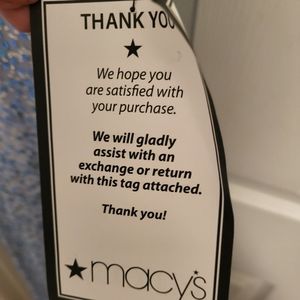 THANK YOU
★
We hope you
are satisfied with
your purchase.
We will gladly
assist with an
exchange or return
with this tag attached.
Thank you!
★macy's